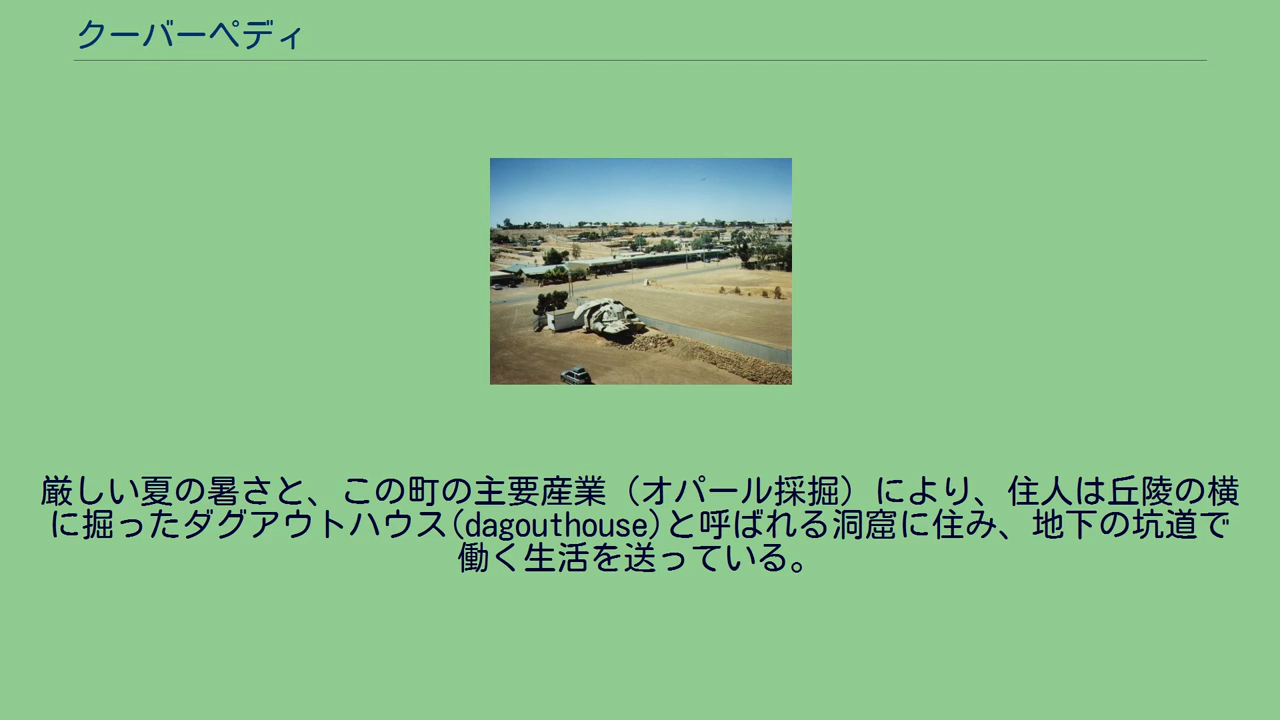 クーバーペディ
厳しい夏の暑さと、この町の主要産業（オパール採掘）により、住人は丘陵の横
に掘ったダグアウトハウス(dagouthouse)と呼ばれる洞窟に住み、地下の坑道で
働く生活を送っている。